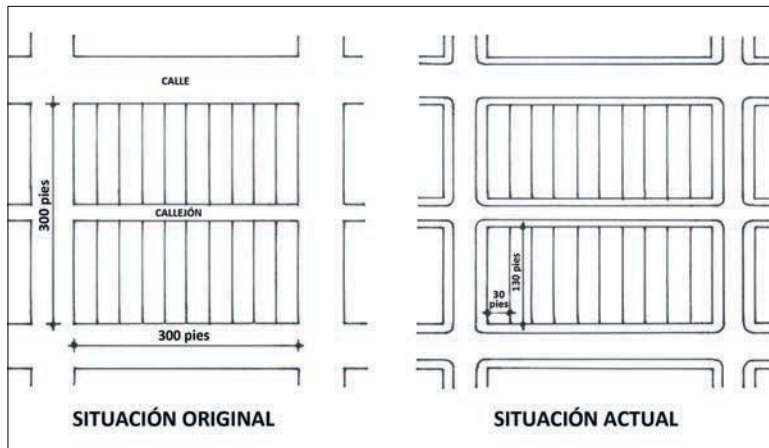 CALLE
300 pies
CALLEJÓN
300 pies
30
pies
130 pies
SITUACIÓN ORIGINAL
SITUACIÓN ACTUAL